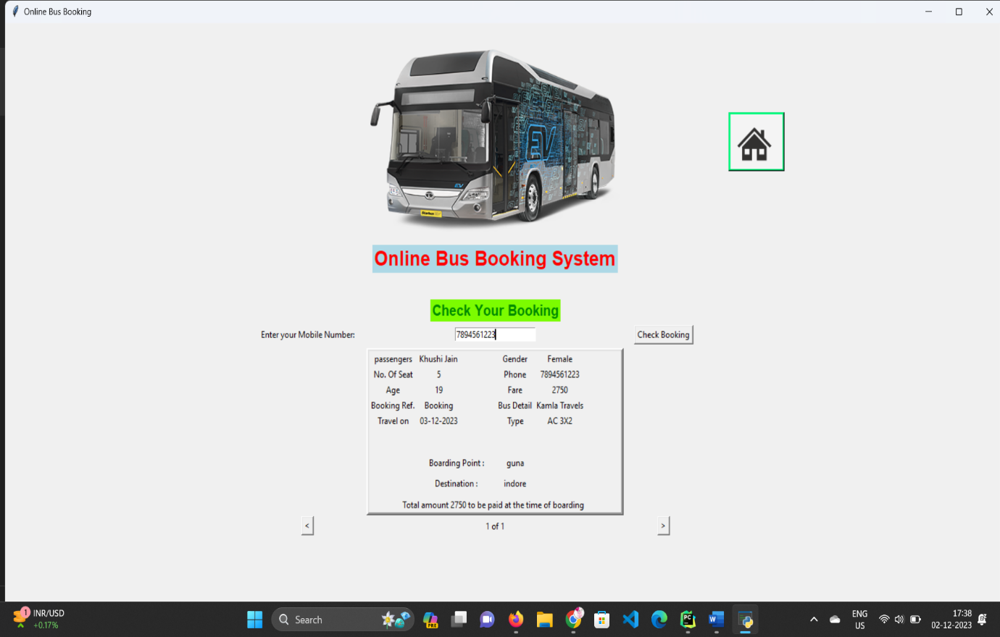 Online Bus Booking
EV
EV
Starbus
Online Bus Booking System
Check Your Booking
Enter your Mobile Number: 7894561223 Check Booking
passengers Khushi Jain Gender Female
No. Of Seat 5 Phone 7894561223
Age 19 Fare 2750
Booking Ref. Booking Bus Detail Kamla Travels
Travel on 03-12-2023 Type AC 3X2
Boarding Point : guna
Destination : indore
Total amount 2750 to be paid at the time of boarding
< 1 of 1 >
1 INR/USD
+0.17%
Search
PRE
PC
W
ENG
US
17:38
02-12-2023